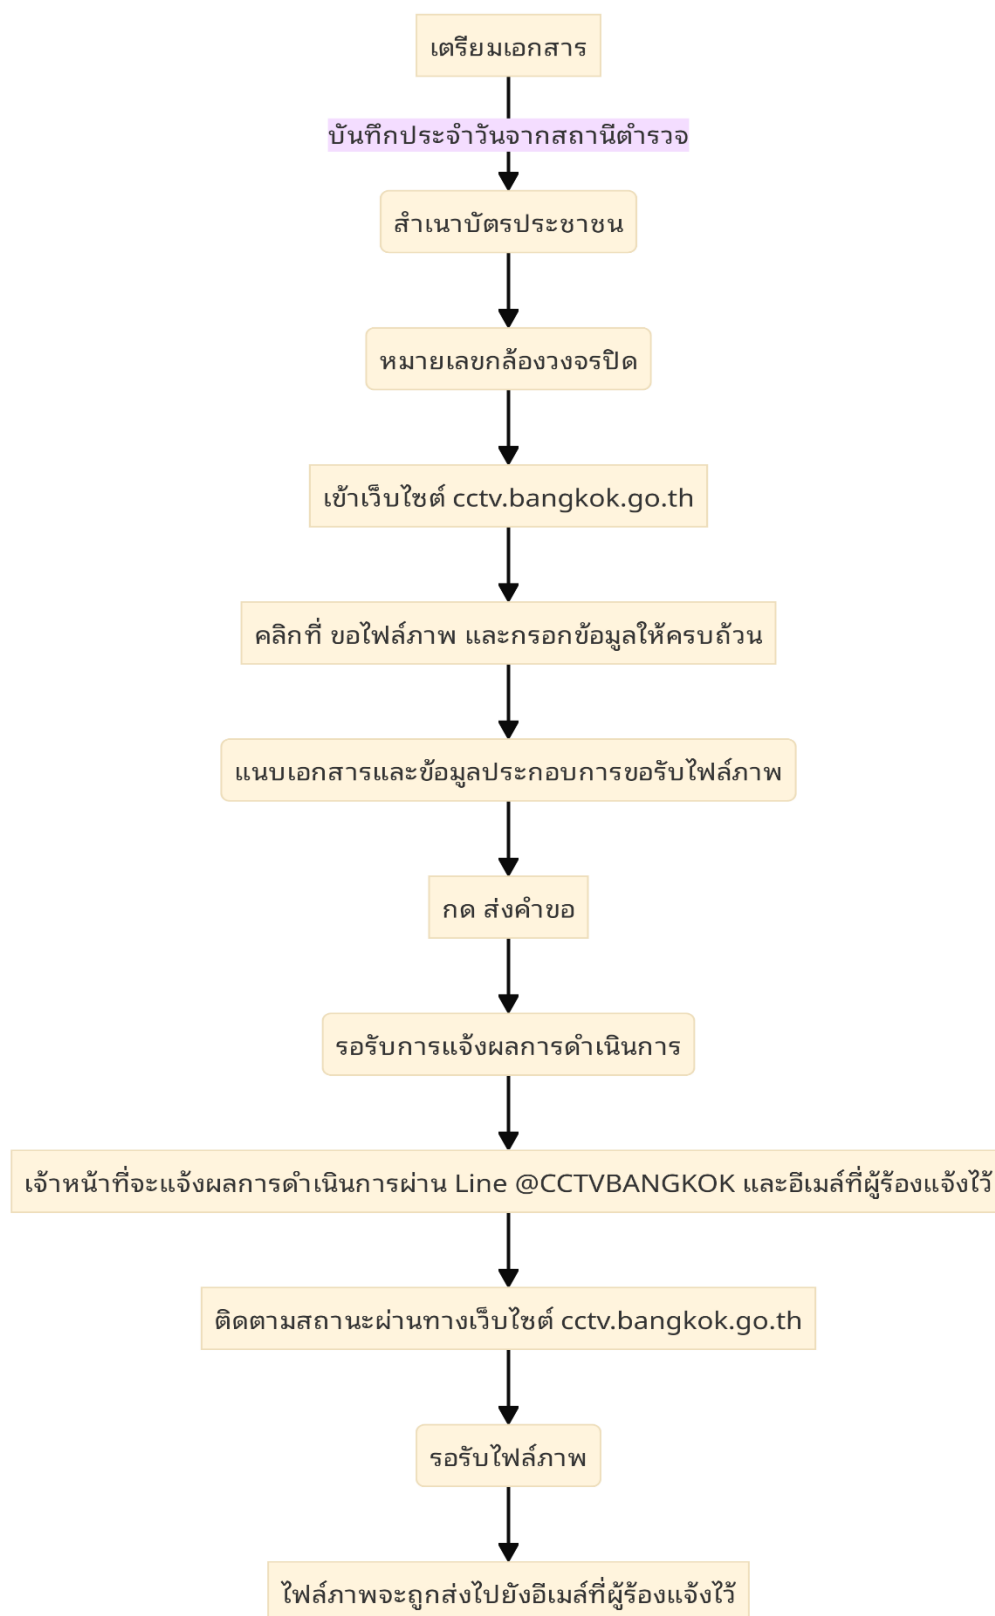 เตรียมเอกสาร
บันทึกประจำวันจากสถานีตำรวจ
สำเนาบัตรประชาชน
หมายเลขกล้องวงจรปิด
เข้าเว็บไซต์ cctv.bangkok.go.th
คลิกที่ ขอไฟล์ภาพ และกรอกข้อมูลให้ครบถ้วน
แนบเอกสารและข้อมูลประกอบการขอรับไฟล์ภาพ
กด ส่งคำขอ
รอรับการแจ้งผลการดำเนินการ
เจ้าหน้าที่จะแจ้งผลการดำเนินการผ่าน Line @CCTVBANGKOK และอีเมล์ที่ผู้ร้องแจ้งไว้
ติดตามสถานะผ่านทางเว็บไซต์ cctv.bangkok.go.th
รอรับไฟล์ภาพ
ไฟล์ภาพจะถูกส่งไปยังอีเมล์ที่ผู้ร้องแจ้งไว้